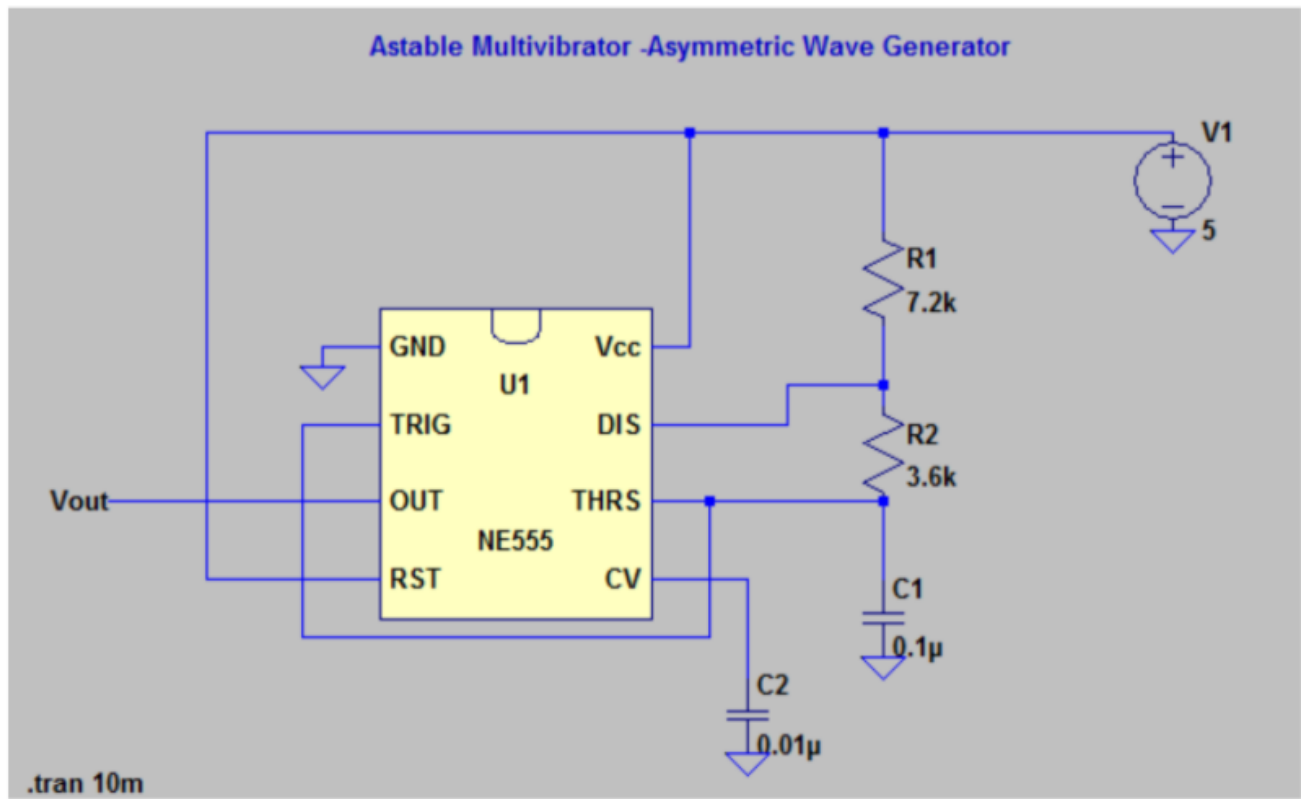 Astable Multivibrator -Asymmetric Wave Generator
V1
5
R1
7.2k
GND
Vcc
U1
TRIG
DIS
R2
3.6k
Vout
OUT
THRS
NE555
RST
CV
C1
0.1µ
C2
0.01µ
.tran 10m